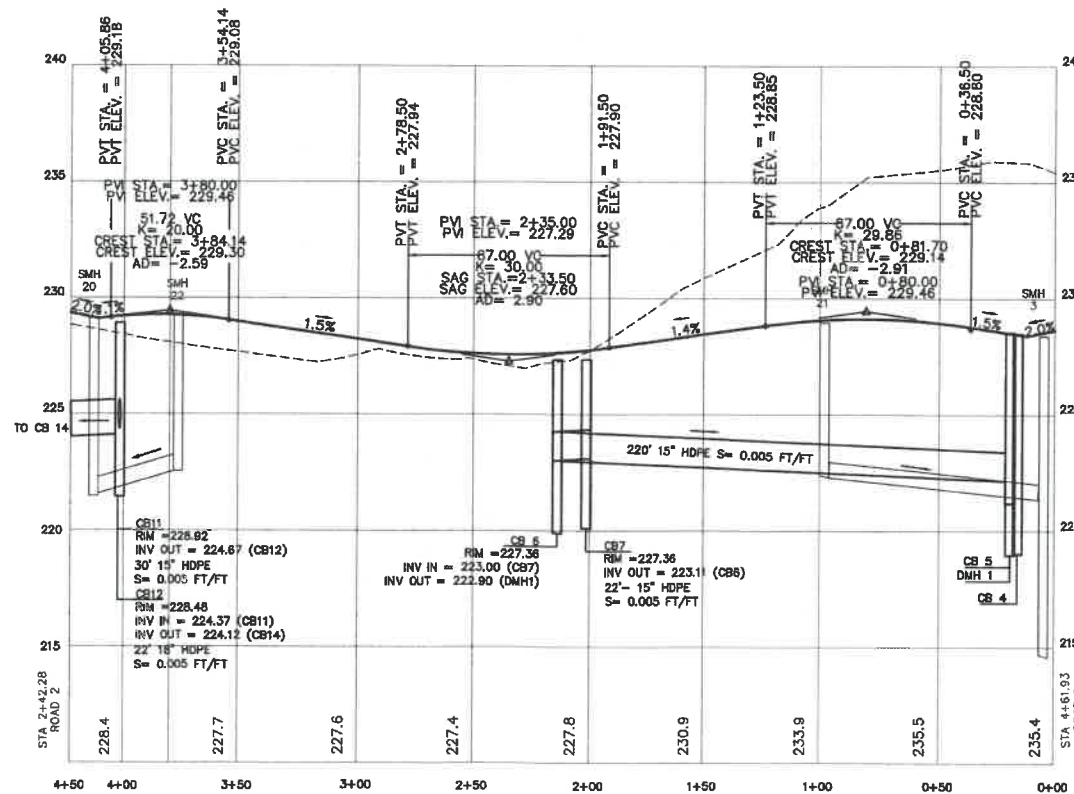 PVT STA. = 4+05.86
PVT ELEV. = 229.18
PVC STA. = 3+54.14
PVC ELEV. = 229.08
PVI STA.= 3+80.00
PVI ELEV.= 229.46
51.72 VC
K= 20.00
CREST STA.= 3+84.14
CREST ELEV.= 229.30
AD= -2.59
PVT STA. = 2+78.50
PVT ELEV. = 227.94
PVI STA = 2+35.00
PVI ELEV.= 227.29
87.00 VC
K= 30.00
SAG STA.=2+33.50
SAG ELEV.= 227.60
AD= 2.90
PVC STA. = 1+91.50
PVC ELEV. = 227.90
PVT STA. = 1+23.50
PVT ELEV. = 228.85
87.00 VC
K= 29.86
CREST STA.= 0+81.70
CREST ELEV.= 229.14
AD= -2.91
PVI STA.= 0+80.00
PVI ELEV.= 229.46
PVC STA. = 0+36.50
PVC ELEV. = 228.80
240
235
230
225
220
215
24
23
23
22
22
215
SMH
20
SMH
22
21
SMH
3
2.0%
.1%
1.5%
1.4%
1.5%
2.0%
TO CB 14
220' 15" HDPE S= 0.005 FT/FT
CB11
RIM =228.92
INV OUT = 224.67 (CB12)
30' 15" HDPE
S= 0.005 FT/FT
CB12
RIM =228.48
INV IN = 224.37 (CB11)
INV OUT = 224.12 (CB14)
22' 18" HDPE
S= 0.005 FT/FT
CB 6
RIM =227.36
INV IN = 223.00 (CB7)
INV OUT = 222.90 (DMH1)
CB7
RIM =227.36
INV OUT = 223.11 (CB6)
22'- 15" HDPE
S= 0.005 FT/FT
CB 5
DMH 1
CB 4
STA 2+42.28
ROAD 2
228.4
227.7
227.6
227.4
227.8
230.9
233.9
235.5
235.4
STA 4+61.93
4+50
4+00
3+50
3+00
2+50
2+00
1+50
1+00
0+50
0+00